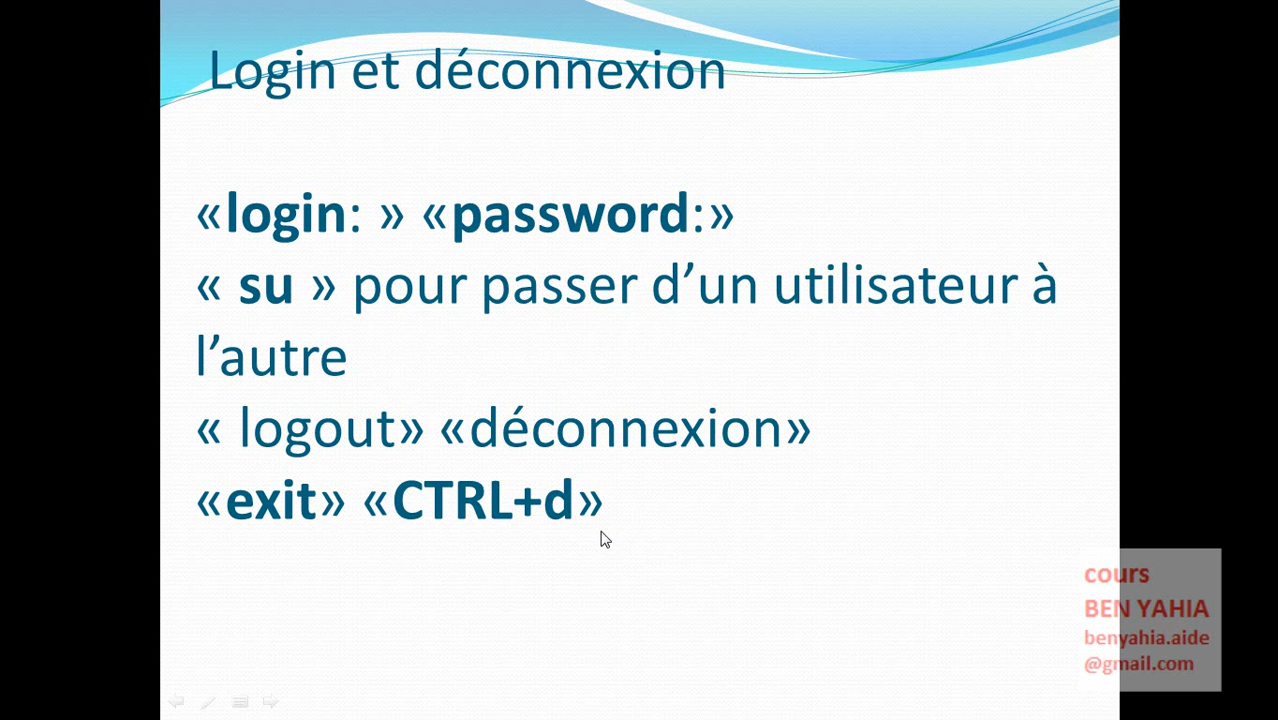 Login et déconnexion
«login: » «password:»
« su » pour passer d’un utilisateur à
l’autre
« logout» «déconnexion»
«exit» «CTRL+d»
cours
BEN YAHIA
benyahia.aide
@gmail.com